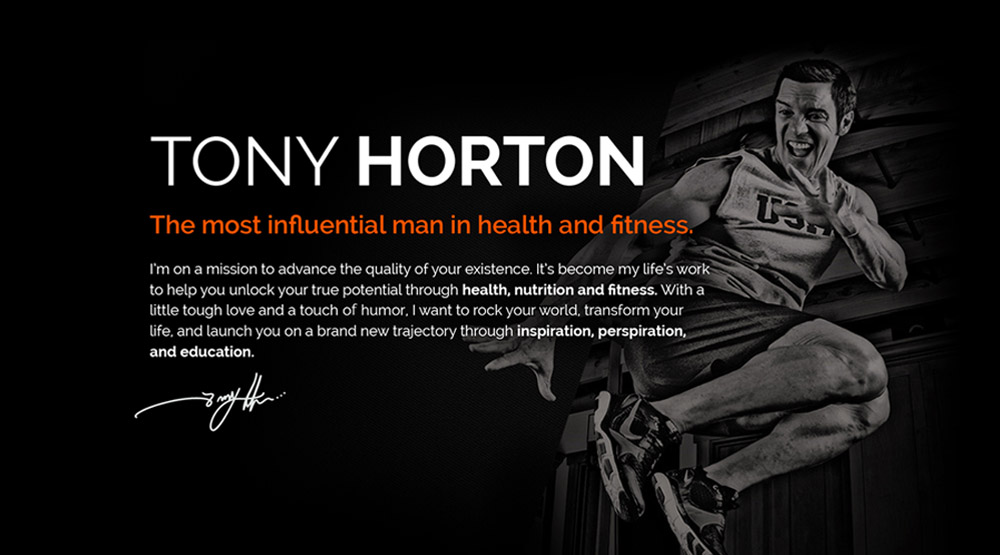 TONY HORTON
The most influential man in health and fitness.
I'm on a mission to advance the quality of your existence. It's become my life's work
to help you unlock your true potential through health, nutrition and fitness. With a
little tough love and a touch of humor, I want to rock your world, transform your
life, and launch you on a brand new trajectory through inspiration, perspiration,
and education.
USA